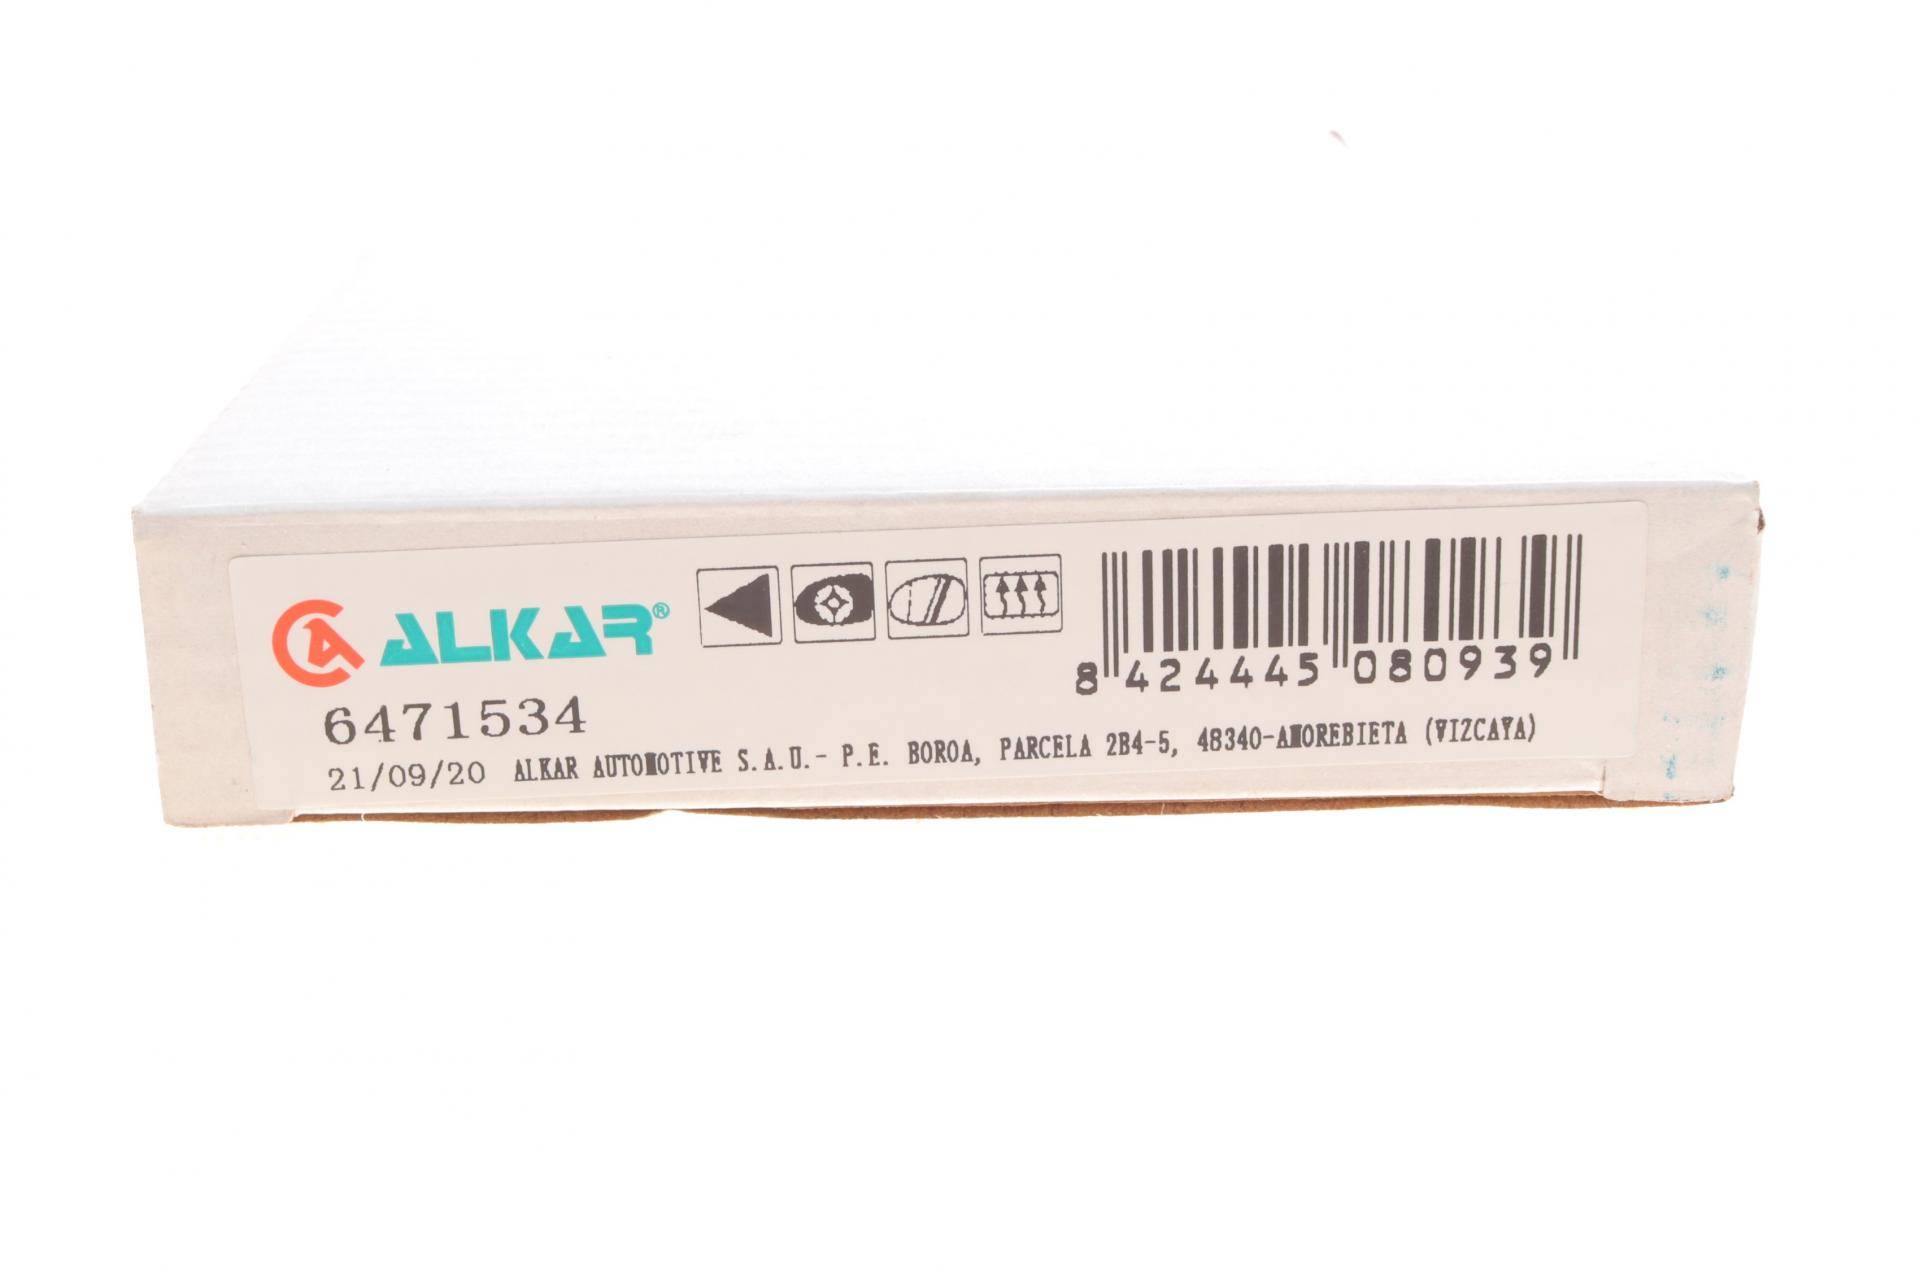 ALKAR®
6471534
8 424445 080939
21/09/20 ALKAR AUTOMOTIVE S.A.U.- P.E. BOROA, PARCELA 2B4-5, 48340-AMOREBIETA (VIZCAYA)